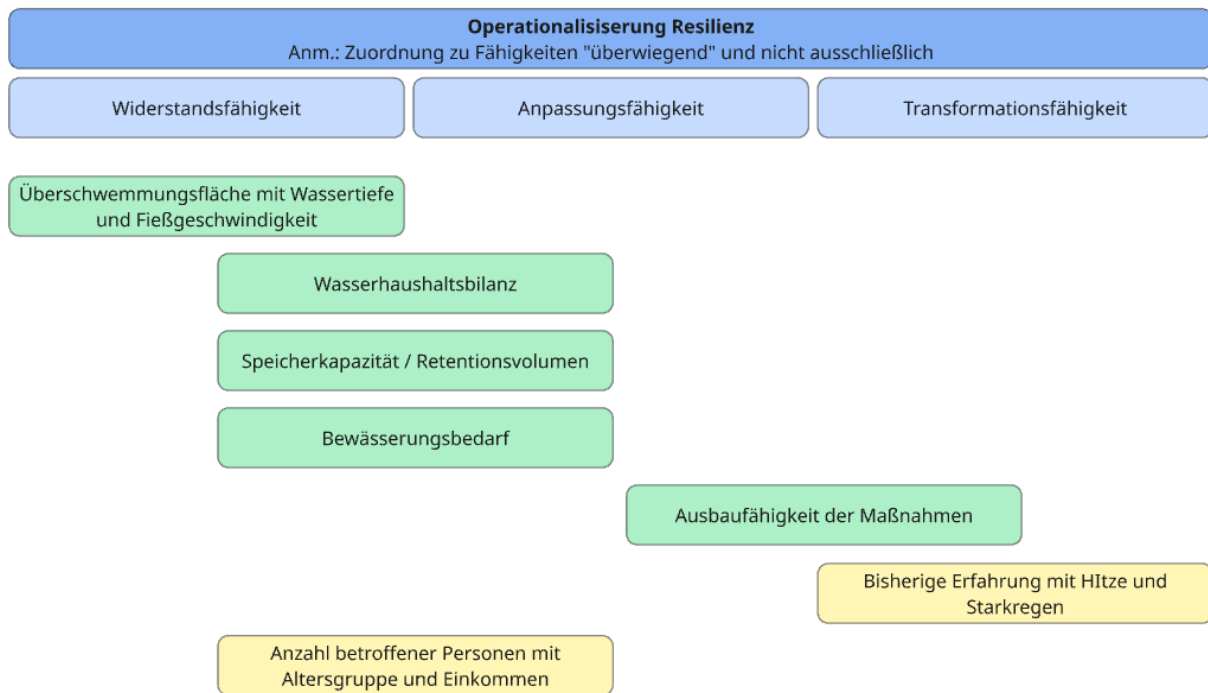 Operationalisiserung Resilienz
Anm.: Zuordnung zu Fähigkeiten "überwiegend" und nicht ausschließlich
Widerstandsfähigkeit
Anpassungsfähigkeit
Transformationsfähigkeit
Überschwemmungsfläche mit Wassertiefe
und Fießgeschwindigkeit
Wasserhaushaltsbilanz
Speicherkapazität / Retentionsvolumen
Bewässerungsbedarf
Ausbaufähigkeit der Maßnahmen
Bisherige Erfahrung mit HItze und
Starkregen
Anzahl betroffener Personen mit
Altersgruppe und Einkommen